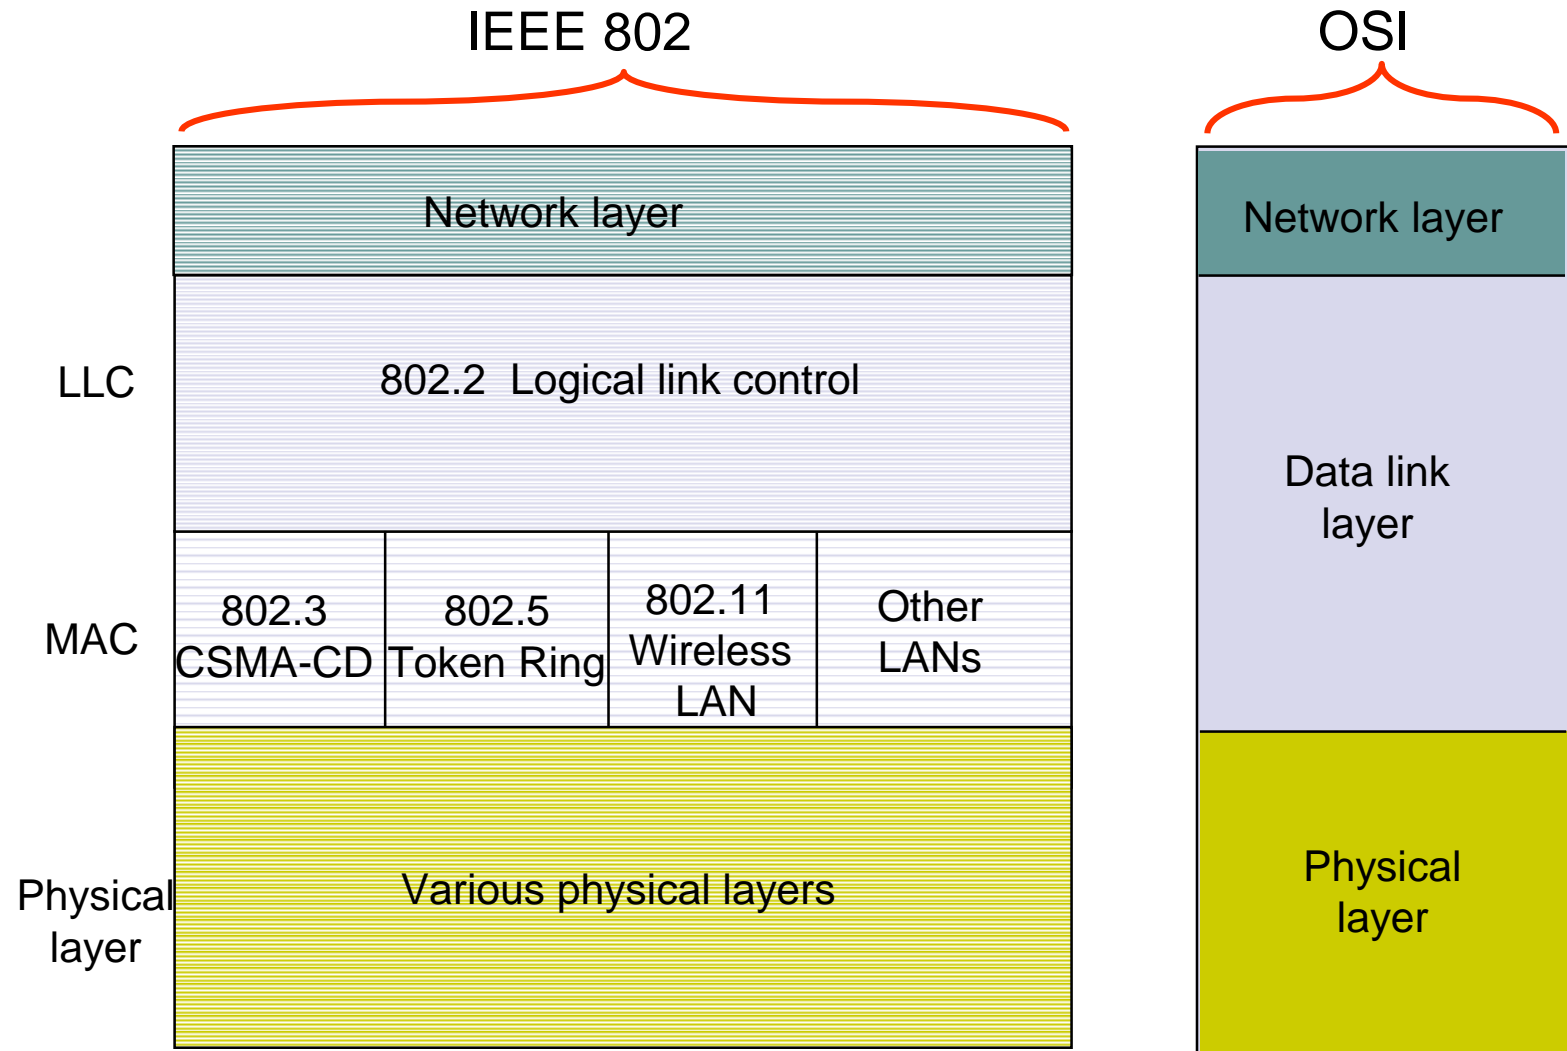 IEEE 802
OSI
Network layer
Network layer
LLC
802.2 Logical link control
Data link
layer
MAC
802.3
CSMA-CD
802.5
Token Ring
802.11
Wireless
LAN
Other
LANs
Physical
layer
Various physical layers
Physical
layer